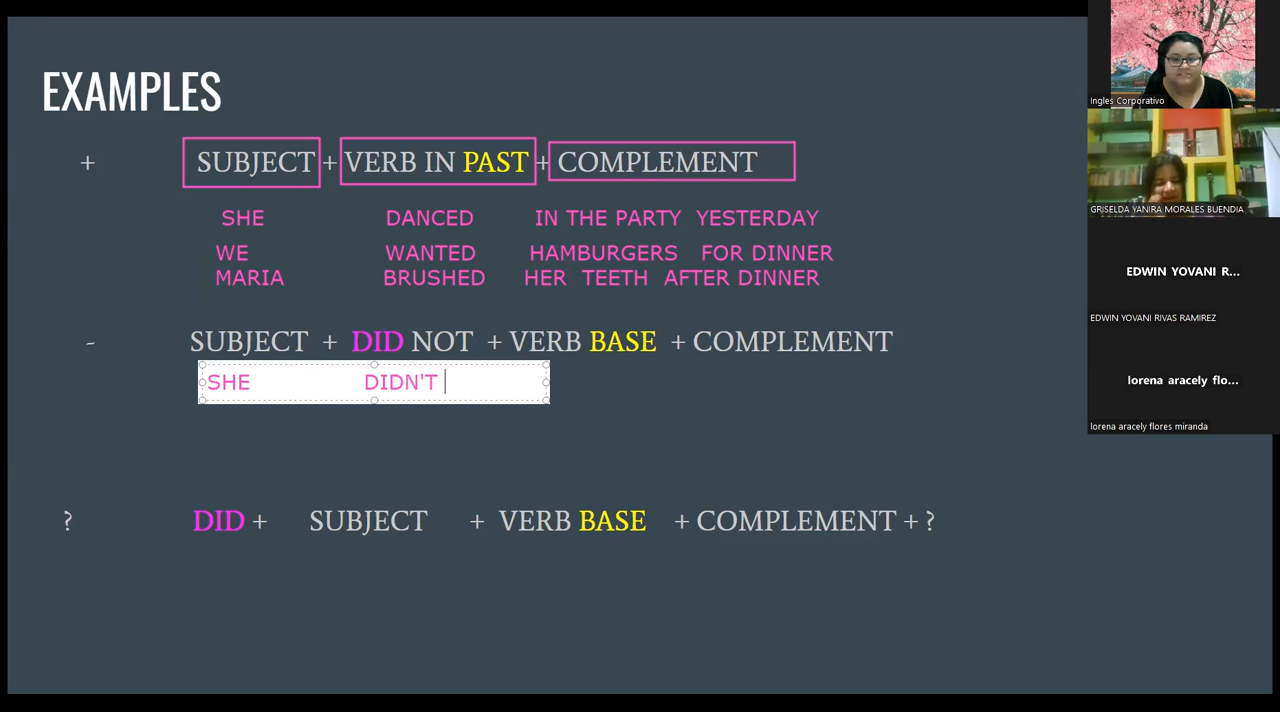 EXAMPLES
+ SUBJECT + VERB IN PAST + COMPLEMENT
SHE DANCED IN THE PARTY YESTERDAY
WE WANTED HAMBURGERS FOR DINNER
MARIA BRUSHED HER TEETH AFTER DINNER
- SUBJECT + DID NOT + VERB BASE + COMPLEMENT
SHE DIDN'T
? DID + SUBJECT + VERB BASE + COMPLEMENT + ?
Ingles Corporativo
GRISELDA YANIRA MORALES BUENDIA
EDWIN YOVANI R...
EDWIN YOVANI RIVAS RAMIREZ
lorena aracely flo...
lorena aracely flores miranda